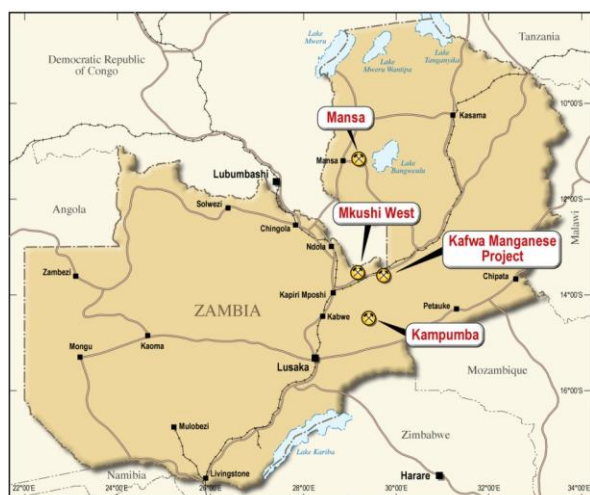 Democratic Republic
of Congo
Lake
Mweru
Lake
Mweru Wantipa
Lake
Tanganyika
Tanzania
10°00'S
Kasama
Mansa
Mansa
Lake
Bangweulu
Lubumbashi
12°00'S
Angola
Solwezi
Chingola
Mkushi West
Malawi
Ndola
Kafwa Manganese
Project
Zambezi
Chipata
Kapiri Mposhi
14°00'S
ZAMBIA
Petauke
Kabwe
Kampumba
Kaoma
Mongu
Lusaka
Mozambique
16°00'S
Mulobezi
Zimbabwe
Lake Kariba
Namibia
Livingstone
Harare
22°00'E
24°00'E
26°00'E
28°00'E
30°00'E
32°00'E
34°00'E